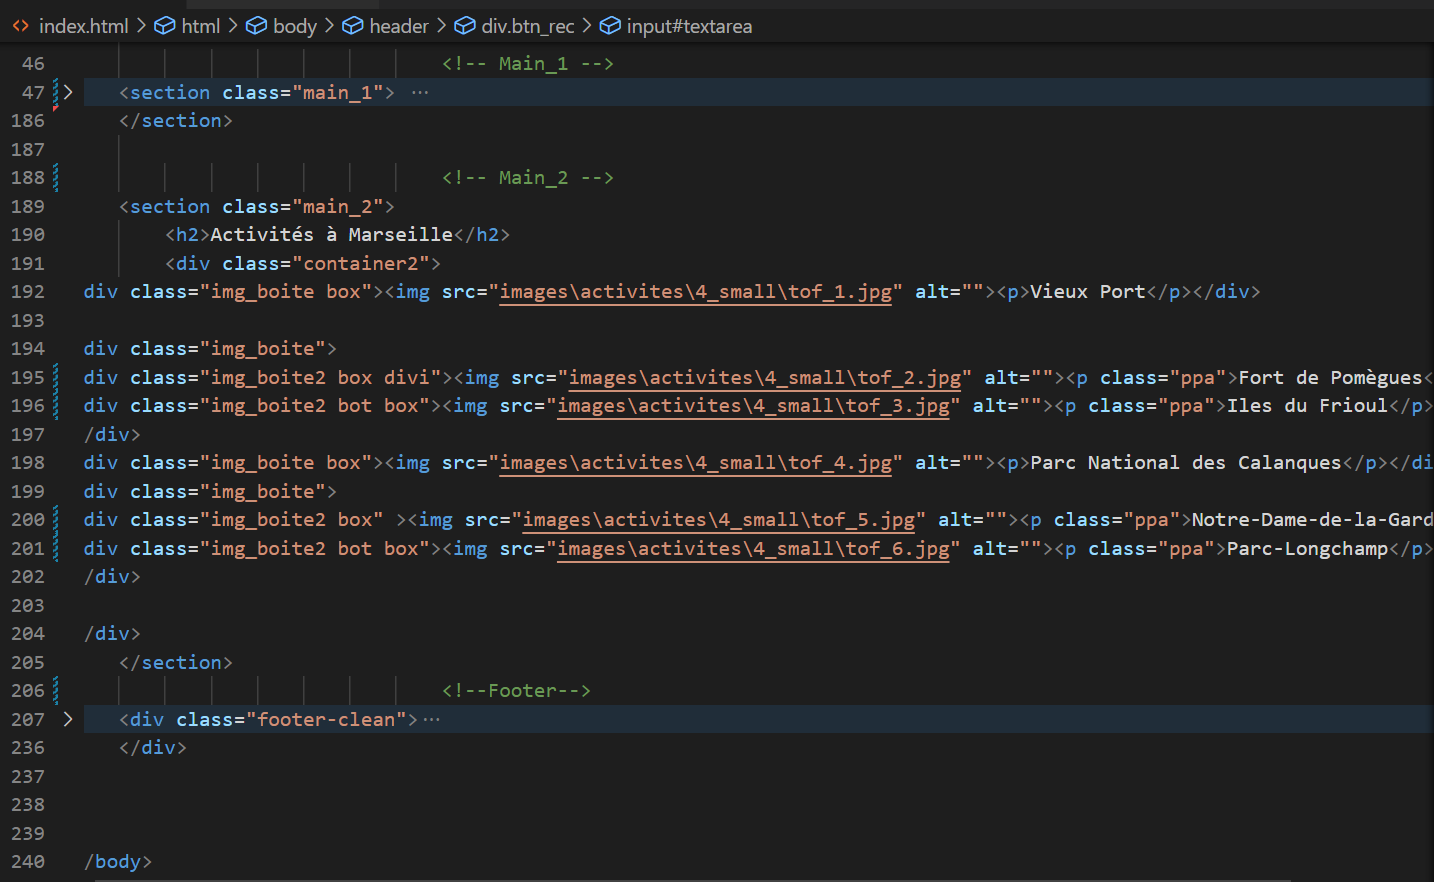 index.html > html > body > header > div.btn_rec > input#textarea
46 <!-- Main_1 -->
47 > <section class="main_1"> ···
186 </section>
187
188 <!-- Main_2 -->
189 <section class="main_2">
190 <h2>Activités à Marseille</h2>
191 <div class="container2">
192 div class="img_boite box"><img src="images\activites\4_small\tof_1.jpg" alt=""><p>Vieux Port</p></div>
193
194 div class="img_boite">
195 div class="img_boite2 box divi"><img src="images\activites\4_small\tof_2.jpg" alt=""><p class="ppa">Fort de Pomègues<
196 div class="img_boite2 bot box"><img src="images\activites\4_small\tof_3.jpg" alt=""><p class="ppa">Iles du Frioul</p>
197 /div>
198 div class="img_boite box"><img src="images\activites\4_small\tof_4.jpg" alt=""><p>Parc National des Calanques</p></di
199 div class="img_boite">
200 div class="img_boite2 box" ><img src="images\activites\4_small\tof_5.jpg" alt=""><p class="ppa">Notre-Dame-de-la-Gard
201 div class="img_boite2 bot box"><img src="images\activites\4_small\tof_6.jpg" alt=""><p class="ppa">Parc-Longchamp</p>
202 /div>
203
204 /div>
205 </section>
206 <!--Footer-->
207 > <div class="footer-clean">···
236 </div>
237
238
239
240 /body>